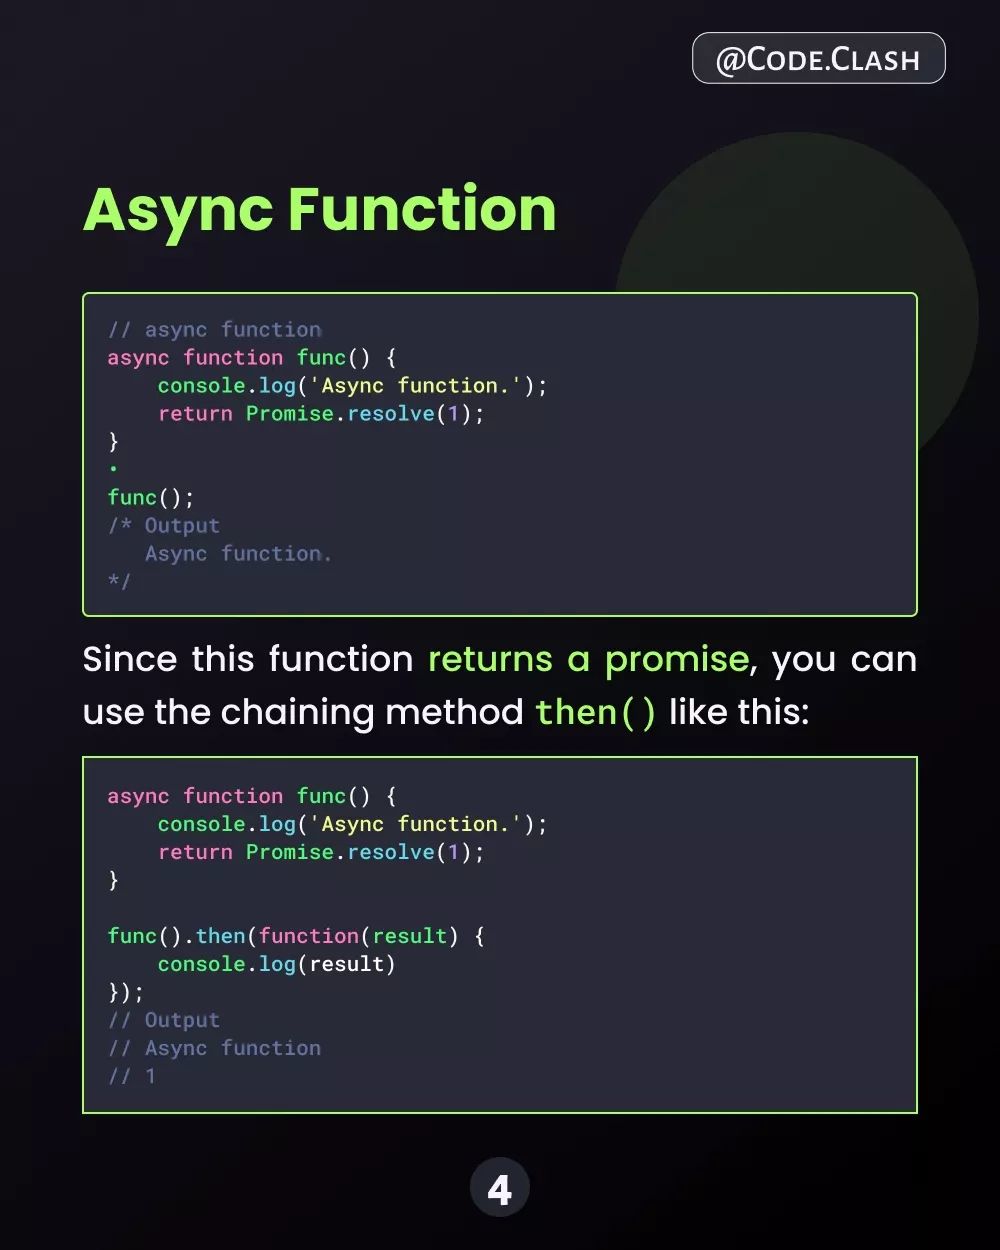 @Code.Clash
Async Function
// async function
async function func() {
    console.log('Async function.');
    return Promise.resolve(1);
}
•
func();
/* Output
   Async function.
*/
Since this function returns a promise, you can
use the chaining method then() like this:
async function func() {
    console.log('Async function.');
    return Promise.resolve(1);
}

func().then(function(result) {
    console.log(result)
});
// Output
// Async function
// 1
4